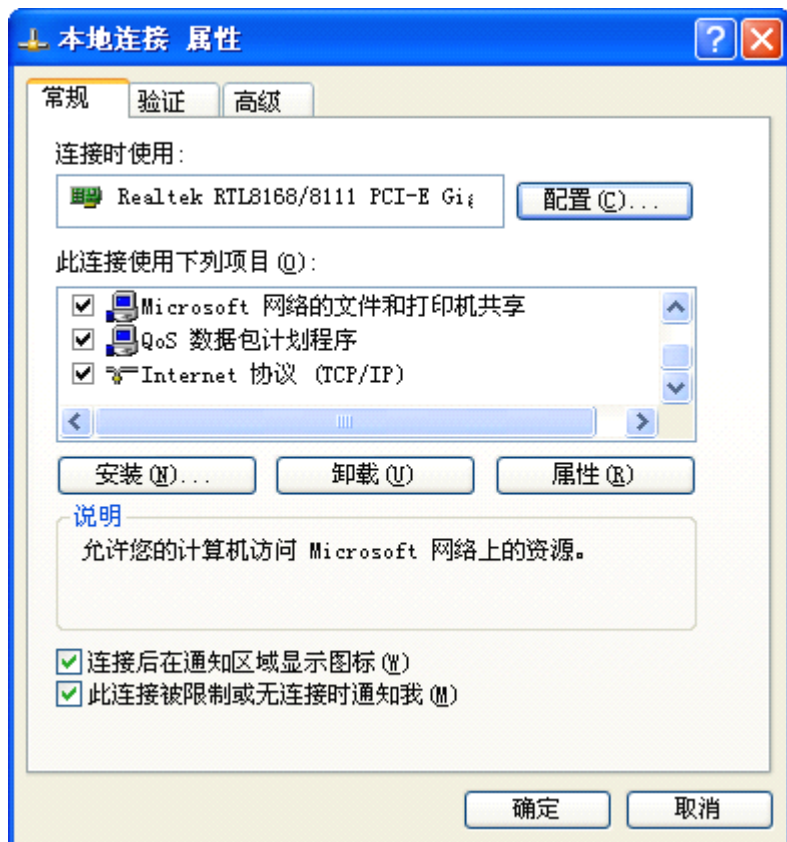 本地连接 属性
常规 验证 高级
连接时使用:
Realtek RTL8168/8111 PCI-E
配置(C)...
此连接使用下列项目(O):
Microsoft 网络的文件和打印机共享
QoS 数据包计划程序
Internet 协议 (TCP/IP)
安装(N)... 卸载(U) 属性(R)
说明
允许您的计算机访问 Microsoft 网络上的资源。
连接后在通知区域显示图标(W)
此连接被限制或无连接时通知我(M)
确定 取消